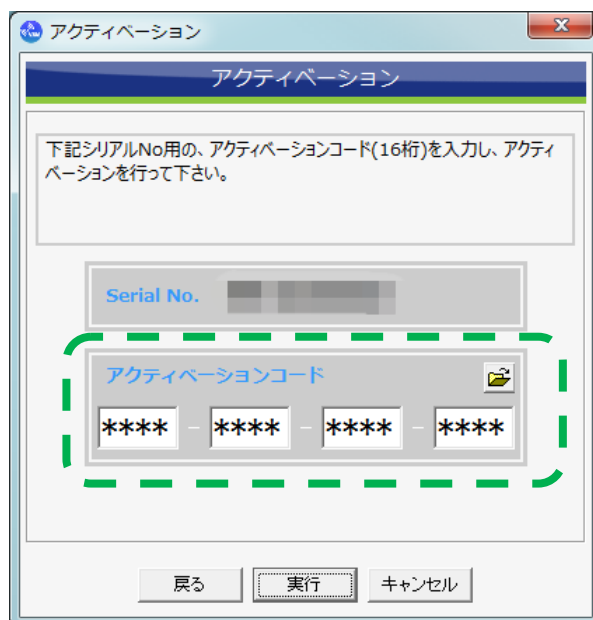 アクティベーション
アクティベーション
下記シリアルNo用の、アクティベーションコード(16桁)を入力し、アクティ
ベーションを行って下さい。
Serial No.
アクティベーションコード
**** - **** - **** - ****
戻る 実行 キャンセル